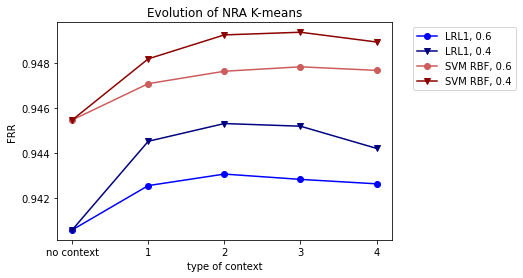 Evolution of NRA K-means
LRL1, 0.6
LRL1, 0.4
SVM RBF, 0.6
SVM RBF, 0.4
FRR
0.948
0.946
0.944
0.942
no context 1 2 3 4
type of context